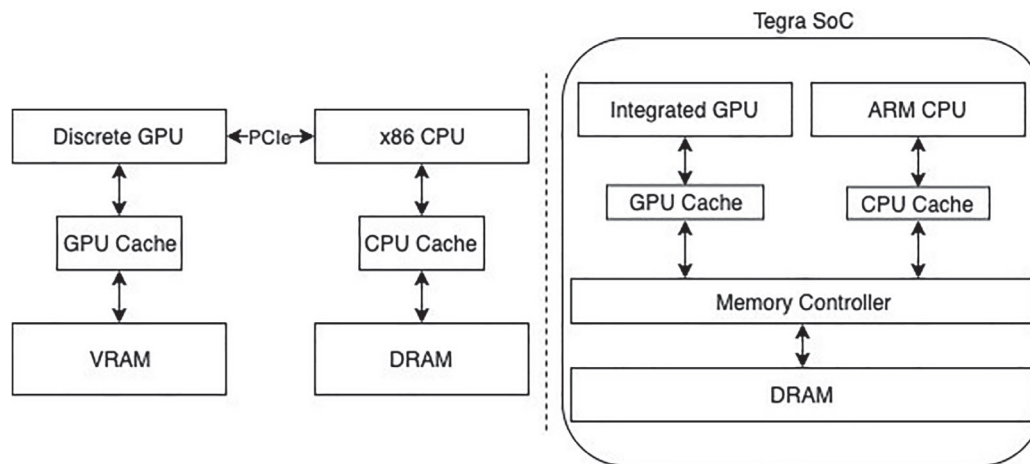 Tegra SoC
Discrete GPU
PCIe
x86 CPU
GPU Cache
CPU Cache
VRAM
DRAM
Integrated GPU
ARM CPU
GPU Cache
CPU Cache
Memory Controller
DRAM